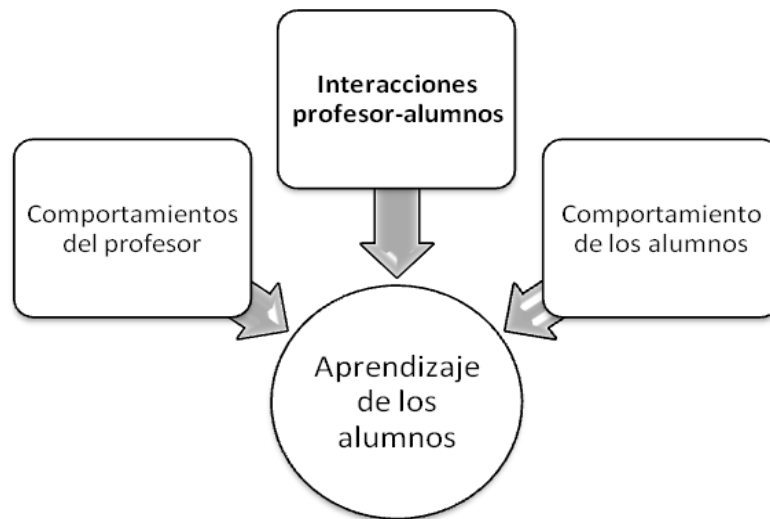 Interacciones
profesor-alumnos
Comportamientos
del profesor
Comportamiento
de los alumnos
Aprendizaje
de los
alumnos